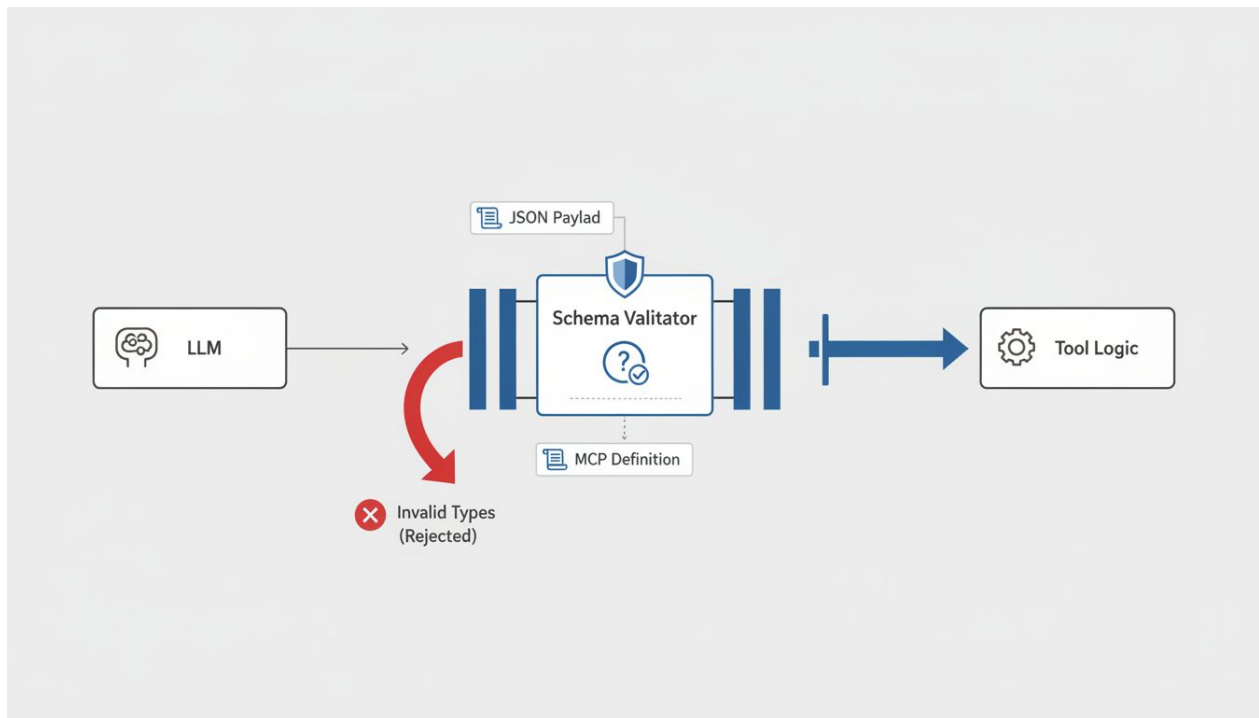 JSON Paylad
LLM
Schema Valitator
?
Tool Logic
MCP Definition
Invalid Types
(Rejected)